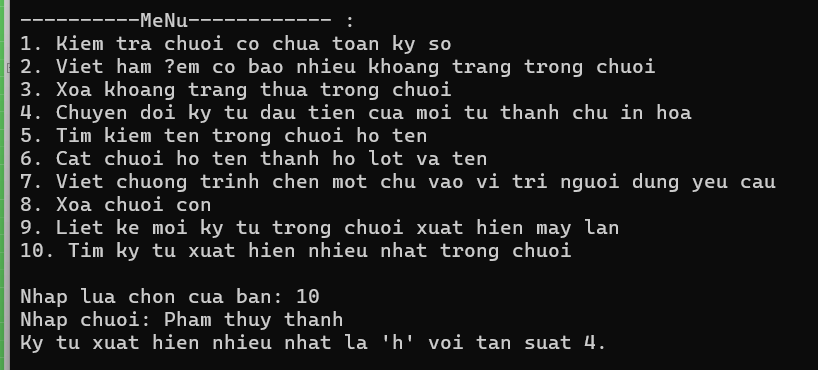 ----------MeNu------------ :
1. Kiem tra chuoi co chua toan ky so
2. Viet ham ?em co bao nhieu khoang trang trong chuoi
3. Xoa khoang trang thua trong chuoi
4. Chuyen doi ky tu dau tien cua moi tu thanh chu in hoa
5. Tim kiem ten trong chuoi ho ten
6. Cat chuoi ho ten thanh ho lot va ten
7. Viet chuong trinh chen mot chu vao vi tri nguoi dung yeu cau
8. Xoa chuoi con
9. Liet ke moi ky tu trong chuoi xuat hien may lan
10. Tim ky tu xuat hien nhieu nhat trong chuoi
Nhap lua chon cua ban: 10
Nhap chuoi: Pham thuy thanh
Ky tu xuat hien nhieu nhat la 'h' voi tan suat 4.